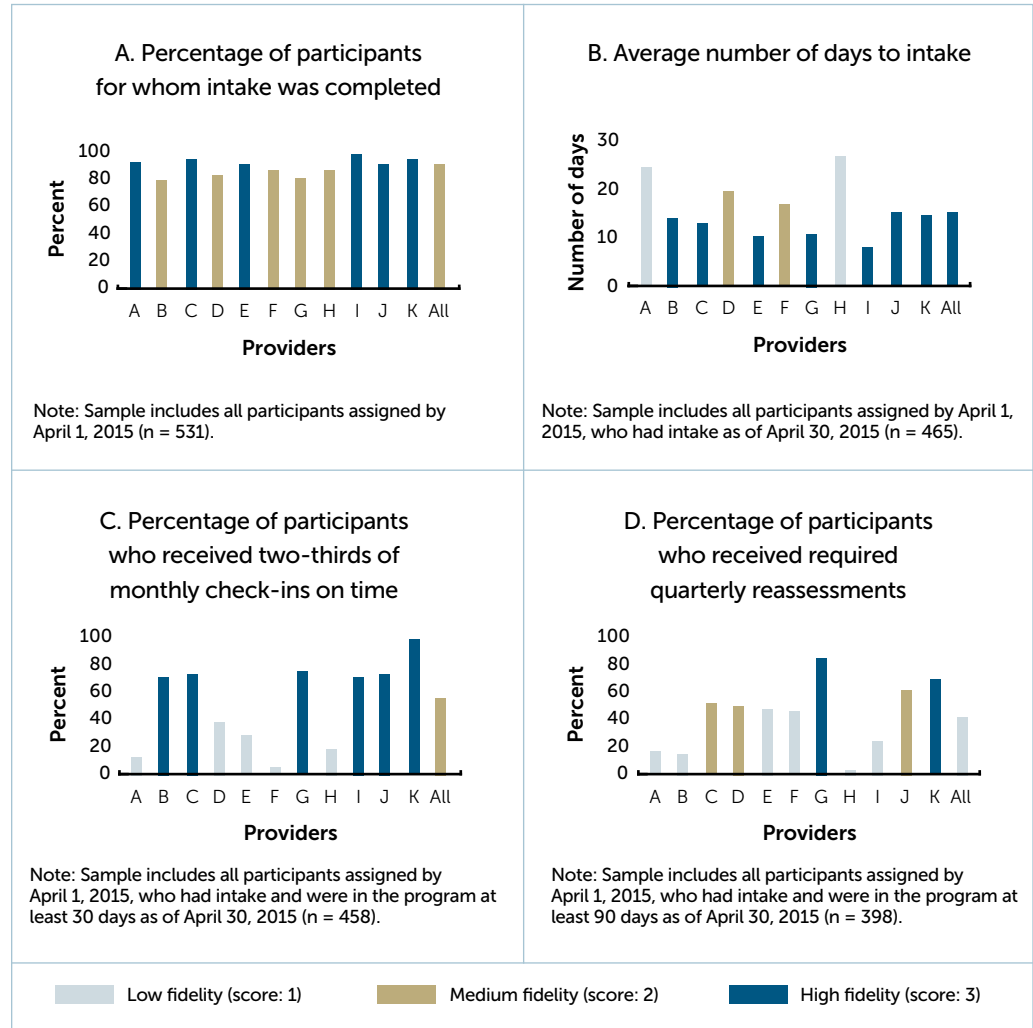 A. Percentage of participants
for whom intake was completed
100
80
60
40
20
0
Percent
A B C D E F G H I J K All
Providers
Note: Sample includes all participants assigned by
April 1, 2015 (n = 531).
B. Average number of days to intake
30
20
10
0
Number of days
A B C D E F G H I J K All
Providers
Note: Sample includes all participants assigned by April 1,
2015, who had intake as of April 30, 2015 (n = 465).
C. Percentage of participants
who received two-thirds of
monthly check-ins on time
100
80
60
40
20
0
Percent
A B C D E F G H I J K All
Providers
Note: Sample includes all participants assigned by
April 1, 2015, who had intake and were in the program at
least 30 days as of April 30, 2015 (n = 458).
D. Percentage of participants
who received required
quarterly reassessments
100
80
60
40
20
0
Percent
A B C D E F G H I J K All
Providers
Note: Sample includes all participants assigned by
April 1, 2015, who had intake and were in the program at
least 90 days as of April 30, 2015 (n = 398).
Low fidelity (score: 1) Medium fidelity (score: 2) High fidelity (score: 3)